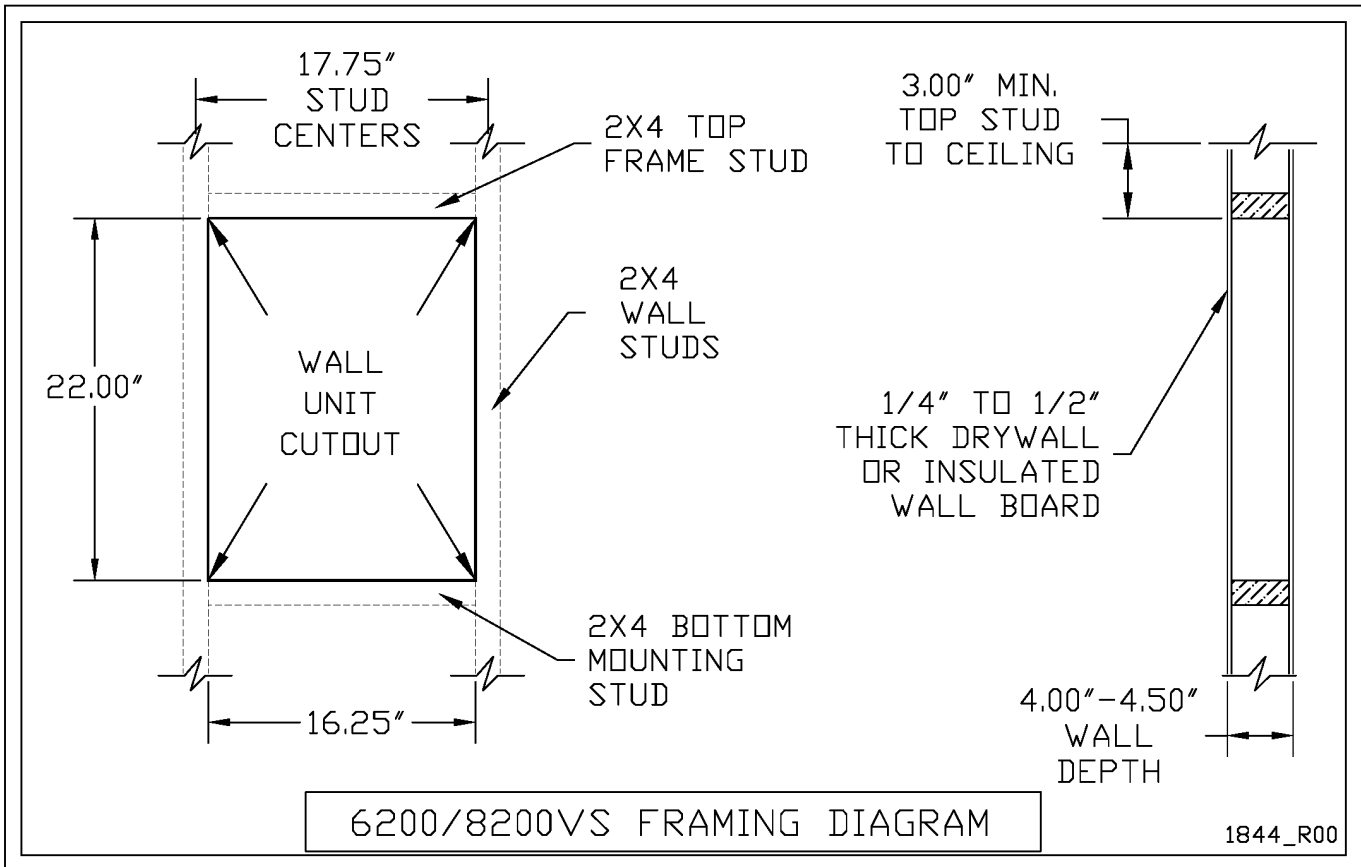 17.75"
STUD
CENTERS
2X4 TOP
FRAME STUD
3.00" MIN.
TOP STUD
TO CEILING
2X4
WALL
STUDS
22.00"
WALL
UNIT
CUTOUT
1/4" TO 1/2"
THICK DRYWALL
OR INSULATED
WALL BOARD
2X4 BOTTOM
MOUNTING
STUD
16.25"
4.00"-4.50"
WALL
DEPTH
6200/8200VS FRAMING DIAGRAM
1844_R00